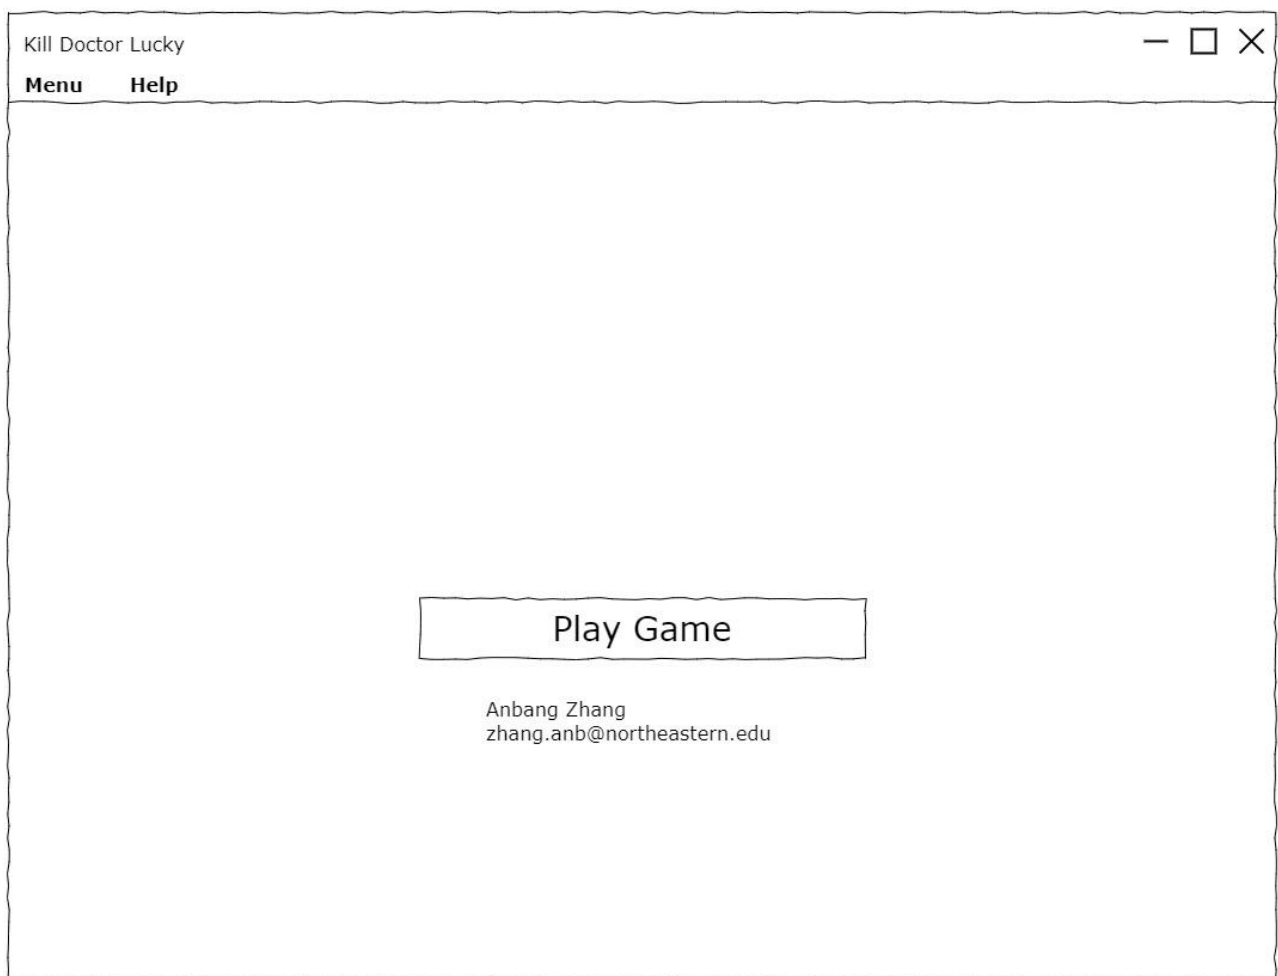 Kill Doctor Lucky
Menu Help
Play Game
Anbang Zhang
zhang.anb@northeastern.edu